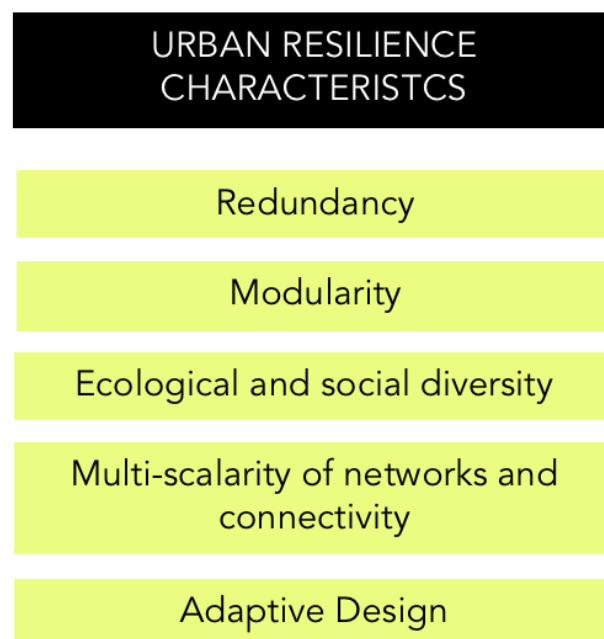 URBAN RESILIENCE
CHARACTERISTCS
Redundancy
Modularity
Ecological and social diversity
Multi-scalarity of networks and
connectivity
Adaptive Design